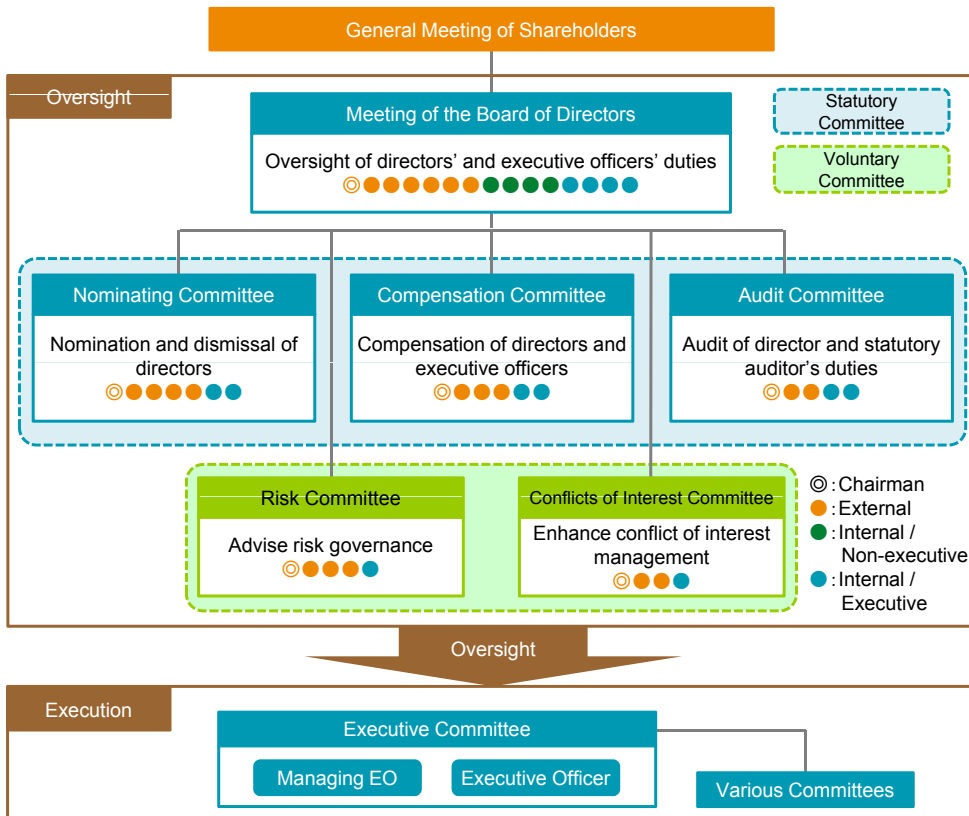 General Meeting of Shareholders
Oversight
Meeting of the Board of Directors
Oversight of directors' and executive officers' duties
Statutory
Committee
Voluntary
Committee
Nominating Committee
Nomination and dismissal of
directors
Compensation Committee
Compensation of directors and
executive officers
Audit Committee
Audit of director and statutory
auditor's duties
Risk Committee
Advise risk governance
Conflicts of Interest Committee
Enhance conflict of interest
management
: Chairman
: External
: Internal /
Non-executive
: Internal /
Executive
Oversight
Execution
Executive Committee
Managing EO
Executive Officer
Various Committees